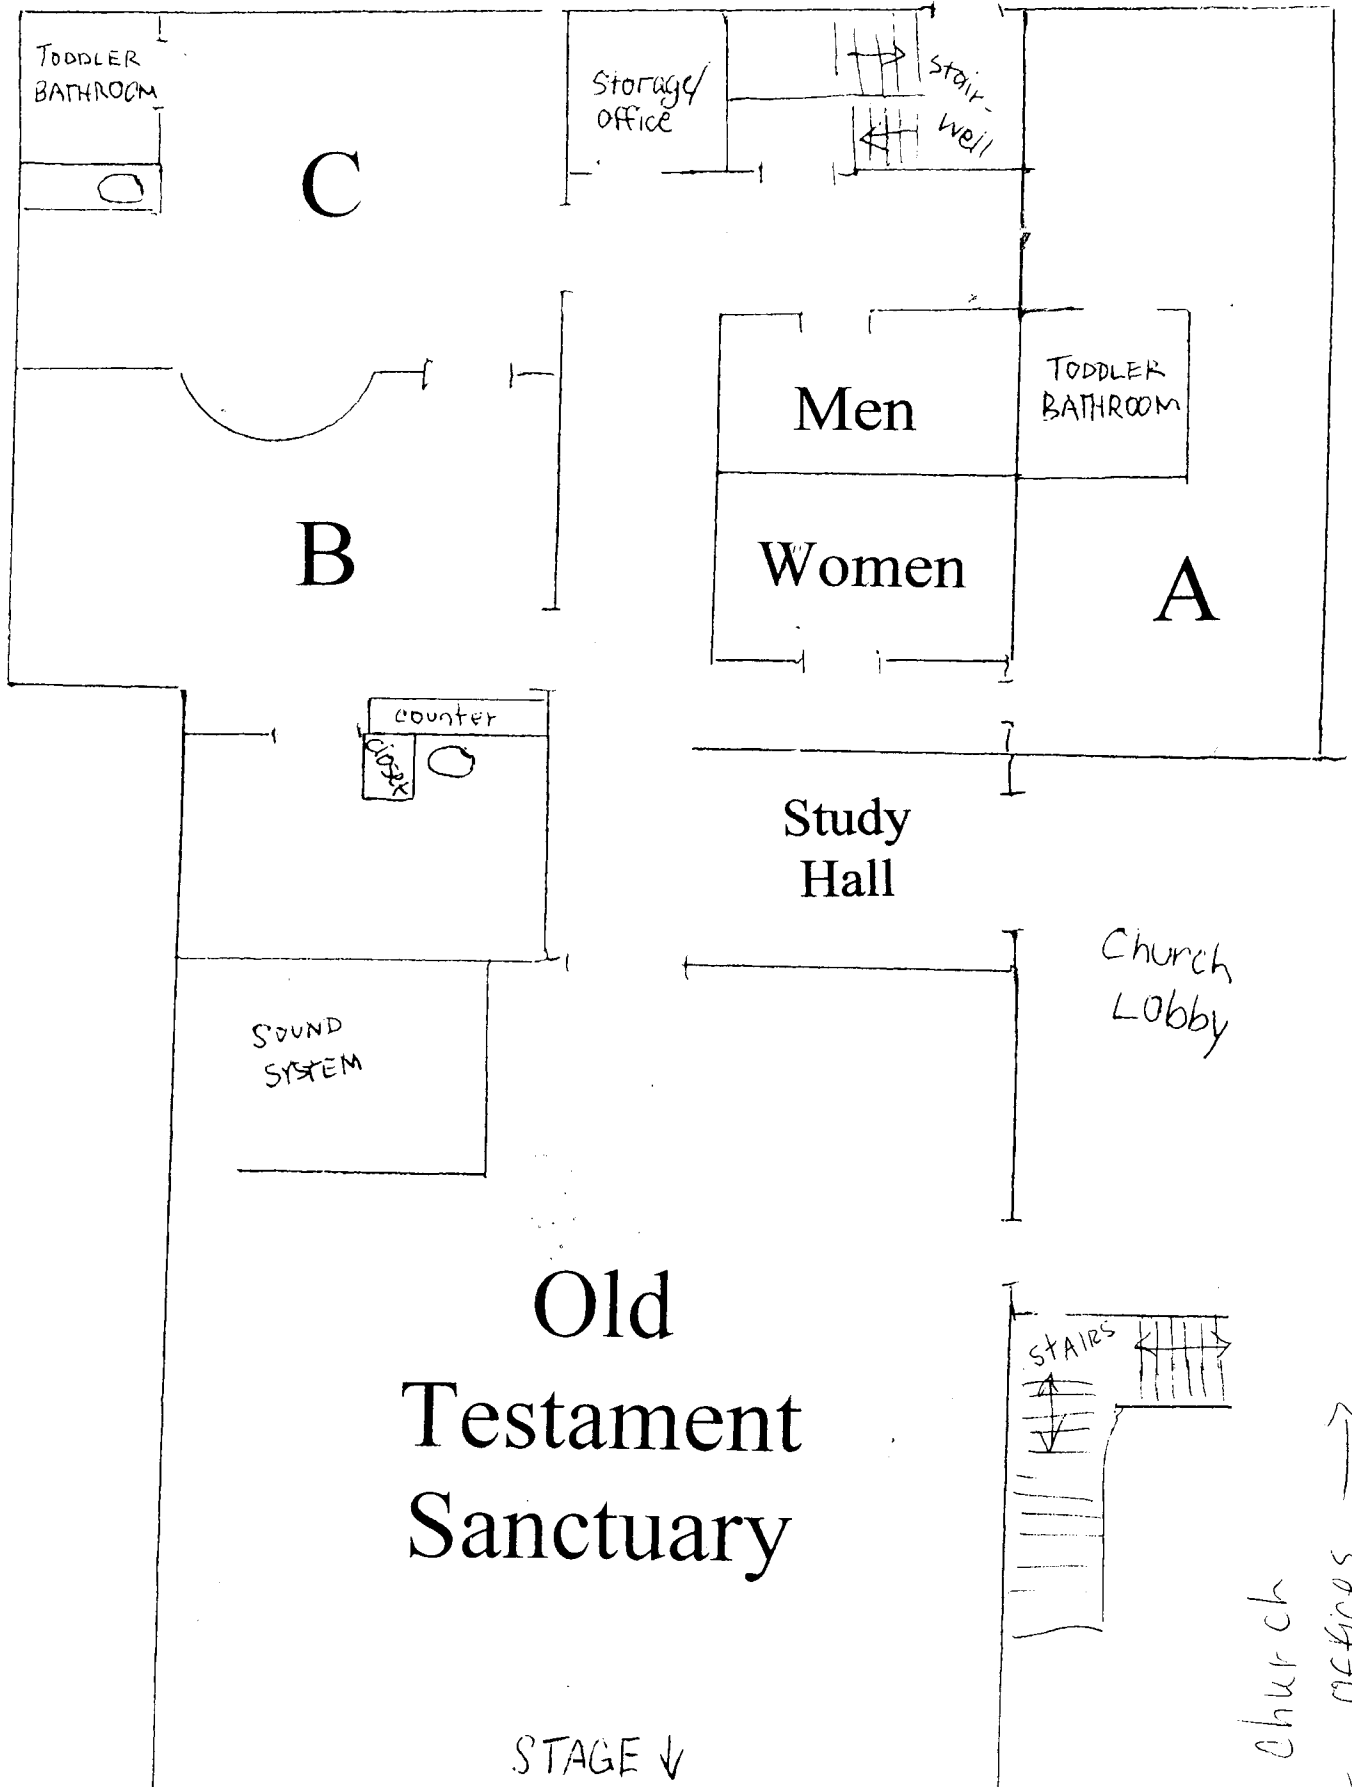 TODDLER
BATHROOM
Storage/
office
stair-
well
C
Men
TODDLER
BATHROOM
B
Women
A
counter
closet
Study
Hall
Church
Lobby
SOUND
SYSTEM
Old
Testament
Sanctuary
STAIRS
Church
offices →
STAGE ↓